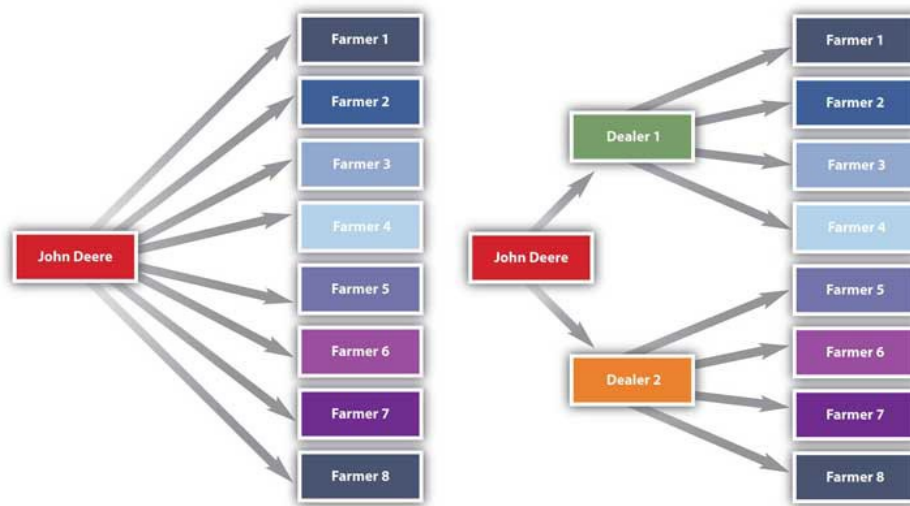 John Deere
Farmer 1
Farmer 2
Farmer 3
Farmer 4
Farmer 5
Farmer 6
Farmer 7
Farmer 8
John Deere
Dealer 1
Dealer 2
Farmer 1
Farmer 2
Farmer 3
Farmer 4
Farmer 5
Farmer 6
Farmer 7
Farmer 8